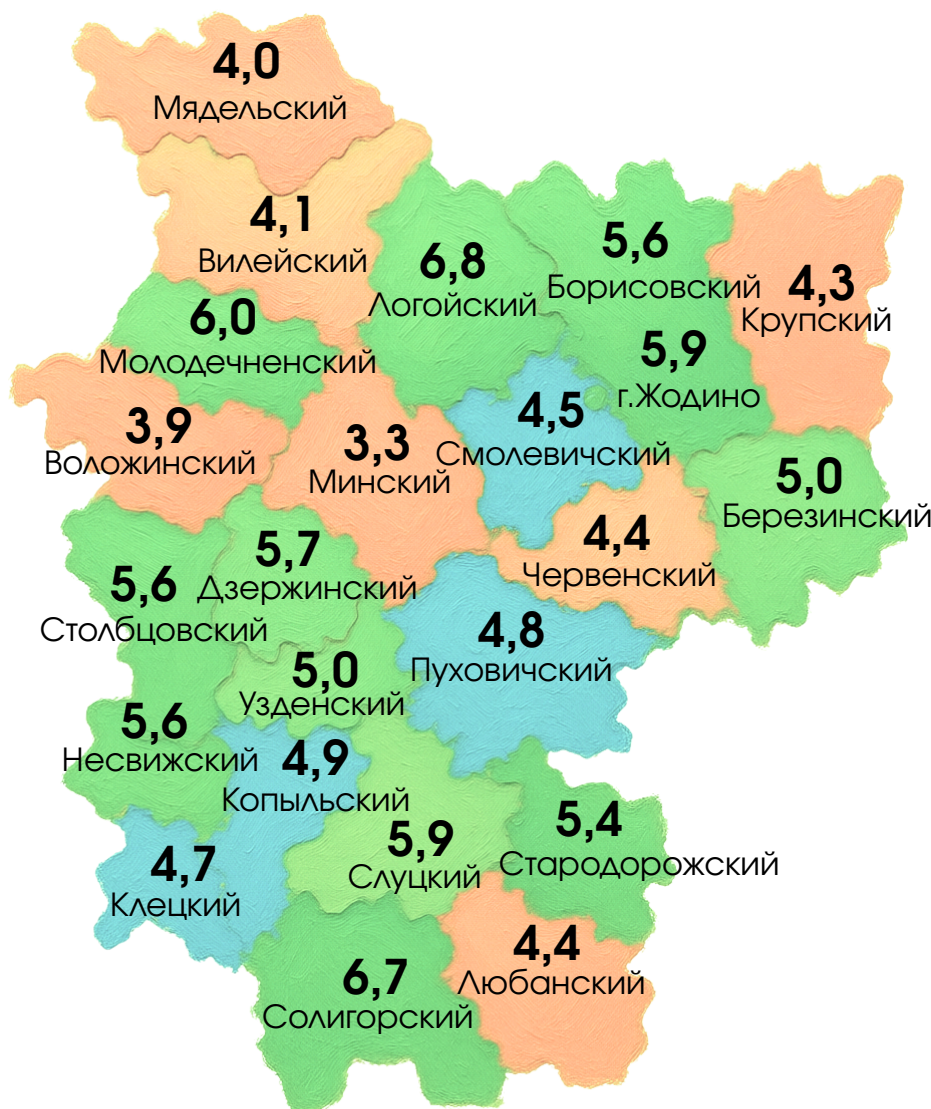 4,0
Мядельский
4,1
Вилейский
6,8
Логойский
5,6
Борисовский
4,3
Крупский
6,0
Молодечненский
5,9
г.Жодино
3,9
Воложинский
3,3
Минский
4,5
Смолевичский
5,0
Березинский
4,4
Червенский
5,7
Дзержинский
5,6
Столбцовский
4,8
Пуховичский
5,0
Узденский
5,6
Несвижский
4,9
Копыльский
5,4
Стародорожский
5,9
Слуцкий
4,7
Клецкий
4,4
Любанский
6,7
Солигорский